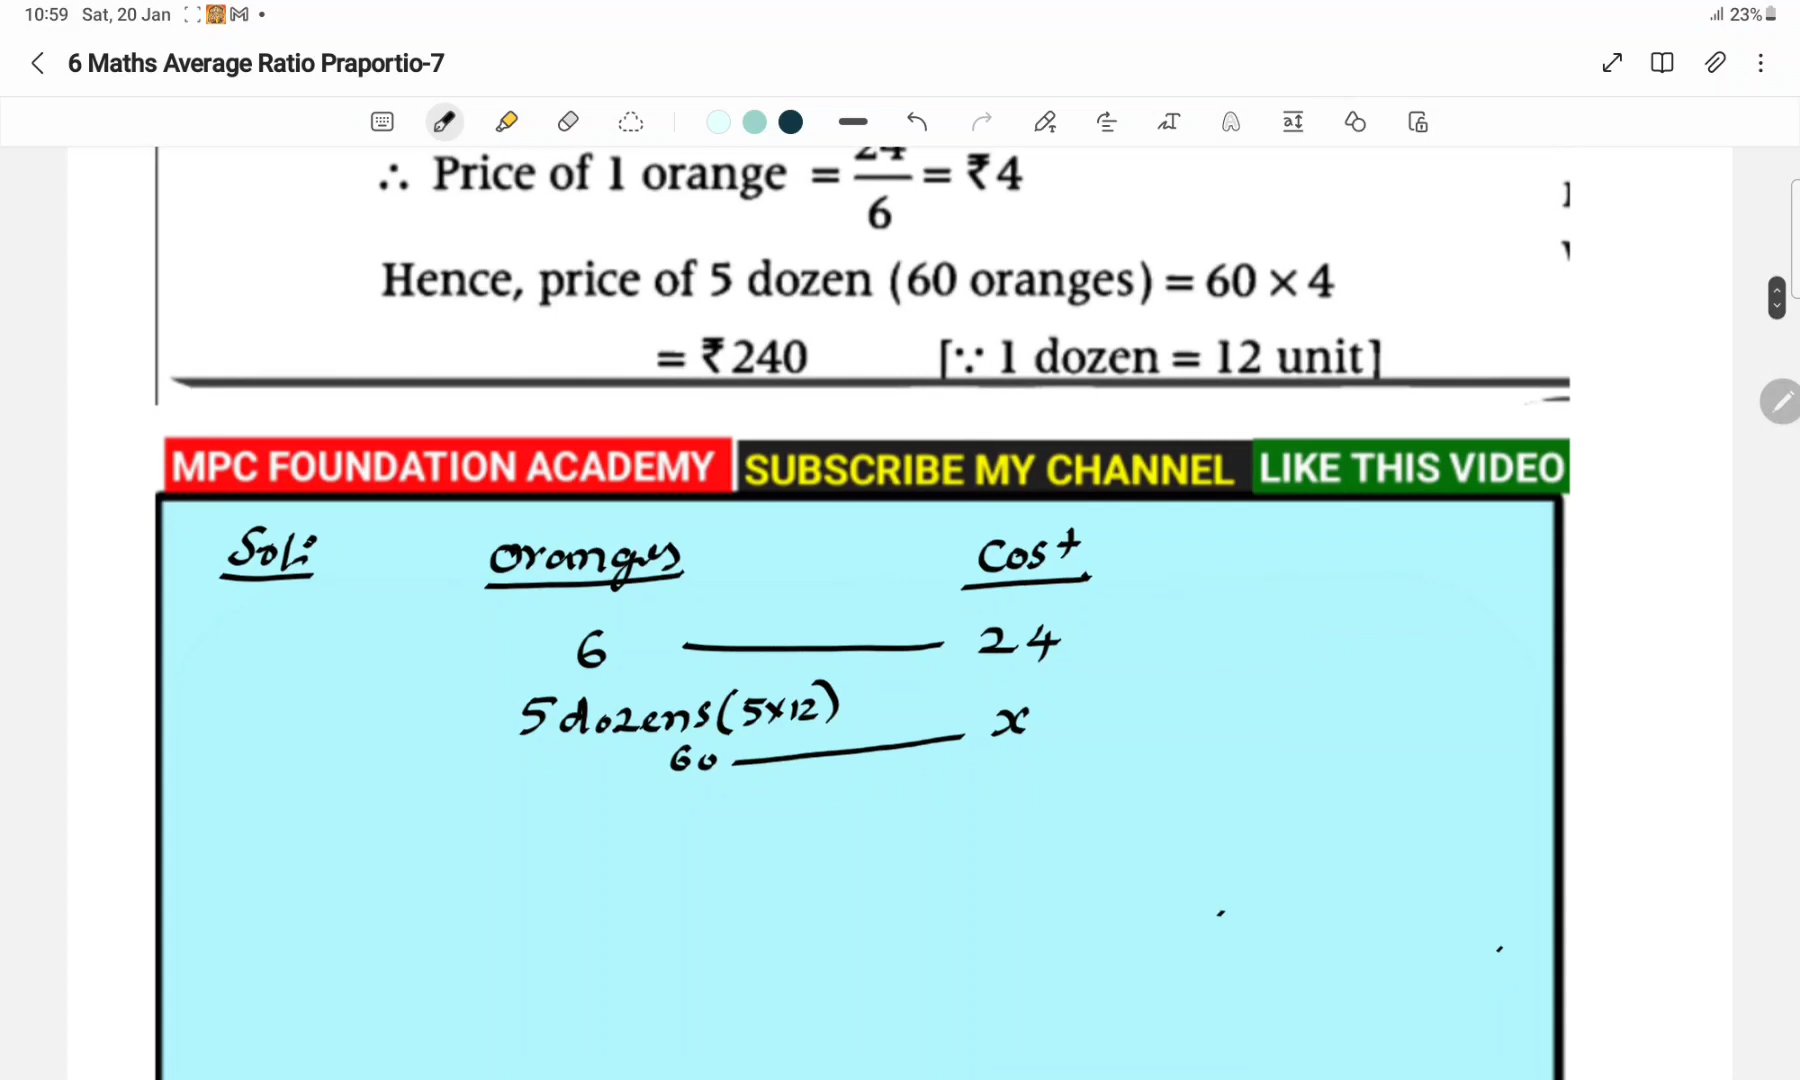 10:59 Sat, 20 Jan 23%
6 Maths Average Ratio Praportio-7
∴ Price of 1 orange = 24/6 = ₹4
Hence, price of 5 dozen (60 oranges) = 60 × 4
= ₹240 [∵ 1 dozen = 12 unit]
MPC FOUNDATION ACADEMY SUBSCRIBE MY CHANNEL LIKE THIS VIDEO
Sol: Oranges Cost
6 — 24
5 dozens (5×12) x
60 —